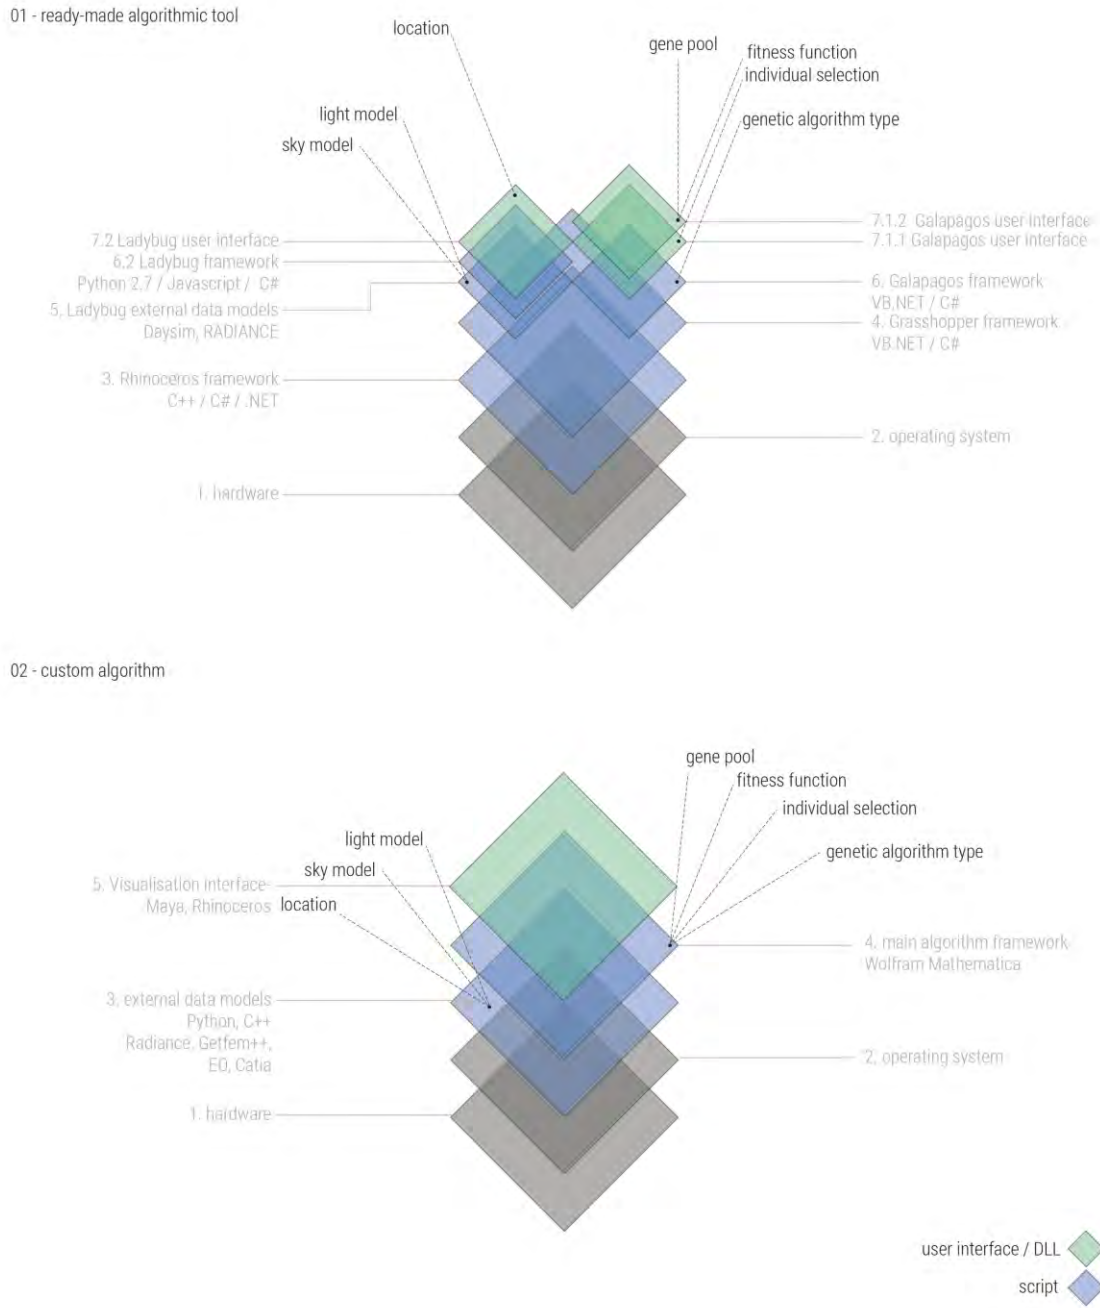 01 - ready-made algorithmic tool
location
gene pool
fitness function
individual selection
light model
genetic algorithm type
sky model
7.1.2 Galapagos user interface
7.2 Ladybug user interface
7.1.1 Galapagos user interface
6.2 Ladybug framework
Python 2.7 / Javascript / C#
6. Galapagos framework
VB.NET / C#
5. Ladybug external data models
Daysim, RADIANCE
4. Grasshopper framework
VB.NET / C#
3. Rhinoceros framework
C++ / C# / .NET
2. operating system
1. hardware
02 - custom algorithm
gene pool
fitness function
individual selection
light model
genetic algorithm type
sky model
5. Visualisation interface
Maya, Rhinoceros
location
4. main algorithm framework
Wolfram Mathematica
3. external data models
Python, C++
Radiance, Getfem++,
EO, Catia
2. operating system
1. hardware
user interface / DLL
script